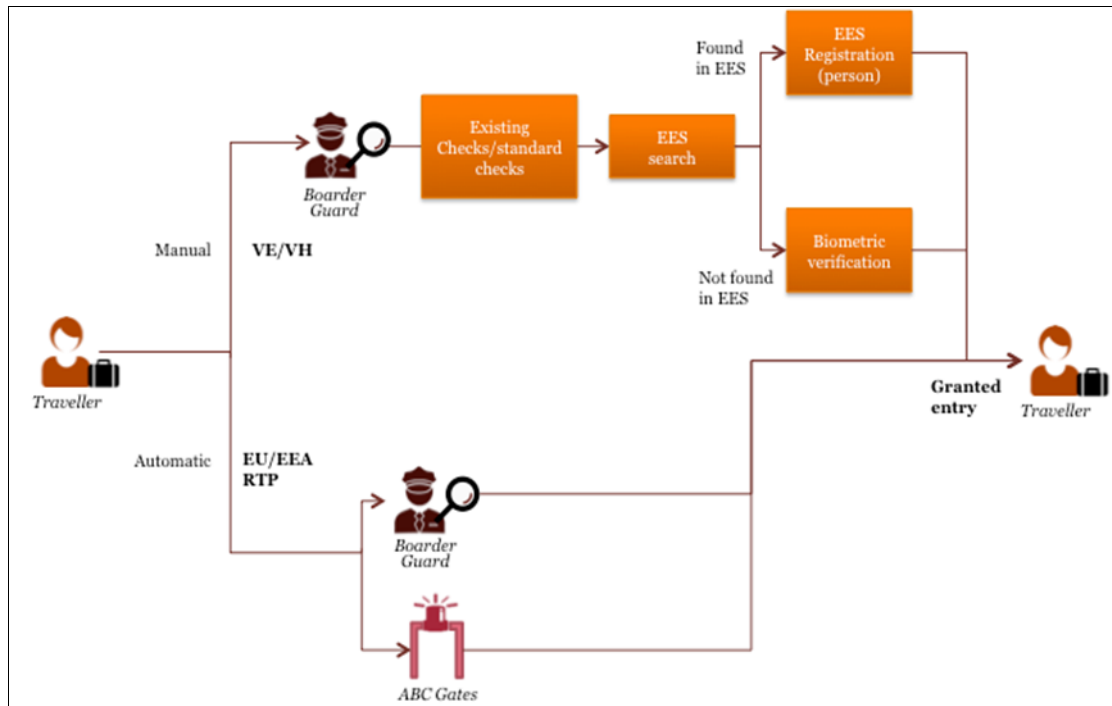 Found
in EES
EES
Registration
(person)
Existing
Checks/standard
checks
EES
search
Boarder
Guard
Manual
VE/VH
Biometric
verification
Not found
in EES
Traveller
Granted
entry
Traveller
Automatic
EU/EEA
RTP
Boarder
Guard
ABC Gates